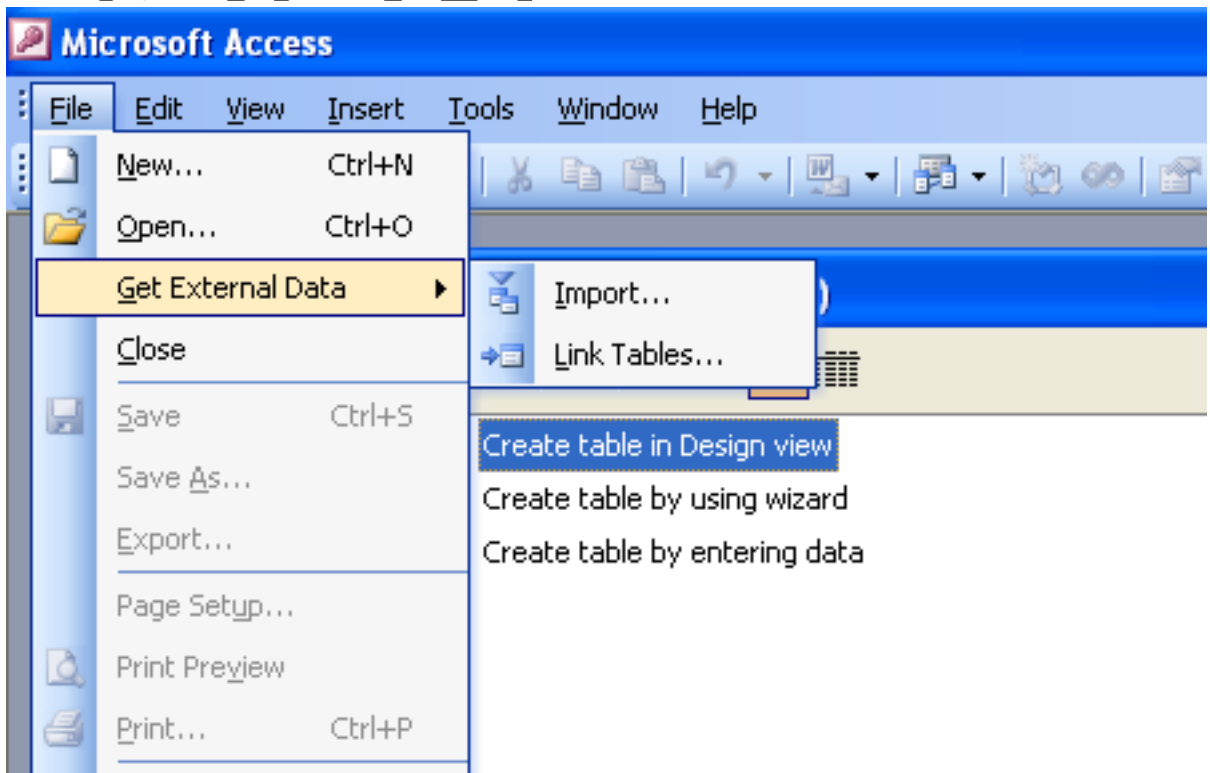 Microsoft Access
File Edit View Insert Tools Window Help
New... Ctrl+N
Open... Ctrl+O
Get External Data
Import...
)
Link Tables...
Close
Save Ctrl+S
Save As...
Export...
Page Setup...
Print Preview
Print... Ctrl+P
Create table in Design view
Create table by using wizard
Create table by entering data